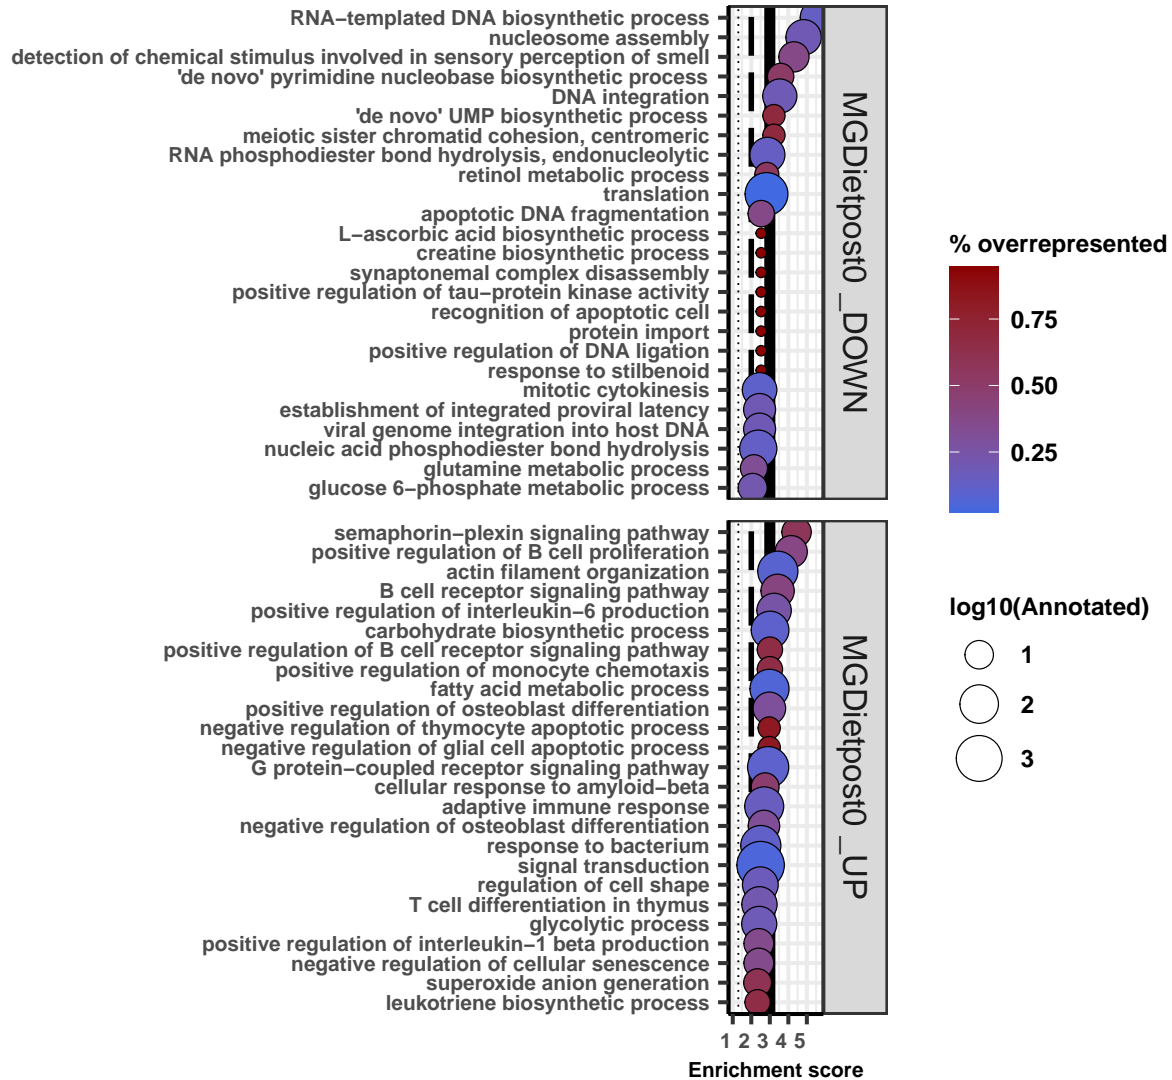 RNA−templated DNA biosynthetic process
nucleosome assembly
detection of chemical stimulus involved in sensory perception of smell
'de novo' pyrimidine nucleobase biosynthetic process
DNA integration
'de novo' UMP biosynthetic process
meiotic sister chromatid cohesion, centromeric
RNA phosphodiester bond hydrolysis, endonucleolytic
retinol metabolic process
translation
apoptotic DNA fragmentation
L−ascorbic acid biosynthetic process
creatine biosynthetic process
synaptonemal complex disassembly
positive regulation of tau−protein kinase activity
recognition of apoptotic cell
protein import
positive regulation of DNA ligation
response to stilbenoid
mitotic cytokinesis
establishment of integrated proviral latency
viral genome integration into host DNA
nucleic acid phosphodiester bond hydrolysis
glutamine metabolic process
glucose 6−phosphate metabolic process
MGDietpost0 _DOWN
semaphorin−plexin signaling pathway
positive regulation of B cell proliferation
actin filament organization
B cell receptor signaling pathway
positive regulation of interleukin−6 production
carbohydrate biosynthetic process
positive regulation of B cell receptor signaling pathway
positive regulation of monocyte chemotaxis
fatty acid metabolic process
positive regulation of osteoblast differentiation
negative regulation of thymocyte apoptotic process
negative regulation of glial cell apoptotic process
G protein−coupled receptor signaling pathway
cellular response to amyloid−beta
adaptive immune response
negative regulation of osteoblast differentiation
response to bacterium
signal transduction
regulation of cell shape
T cell differentiation in thymus
glycolytic process
positive regulation of interleukin−1 beta production
negative regulation of cellular senescence
superoxide anion generation
leukotriene biosynthetic process
MGDietpost0 _UP
1 2 3 4 5
Enrichment score
% overrepresented
0.75
0.50
0.25
log10(Annotated)
1
2
3